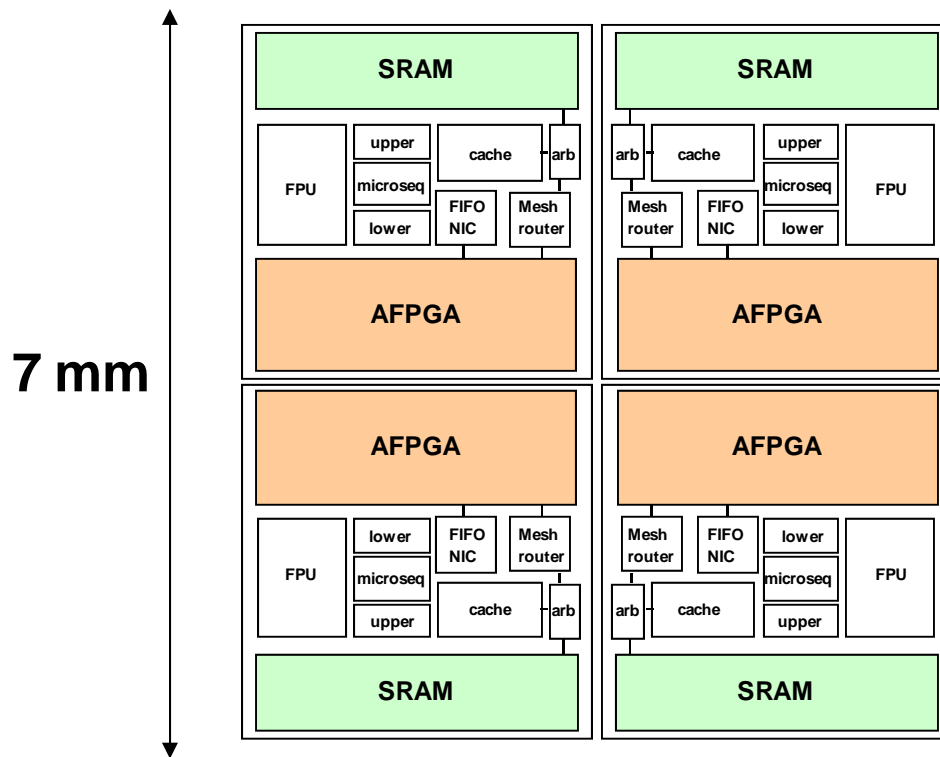 SRAM
SRAM
FPU
upper
microseq
lower
cache
arb
FIFO
NIC
Mesh
router
arb
cache
Mesh
router
FIFO
NIC
upper
microseq
lower
FPU
AFPGA
AFPGA
7 mm
AFPGA
AFPGA
FPU
lower
microseq
upper
FIFO
NIC
Mesh
router
cache
arb
Mesh
router
FIFO
NIC
arb
cache
lower
microseq
upper
FPU
SRAM
SRAM